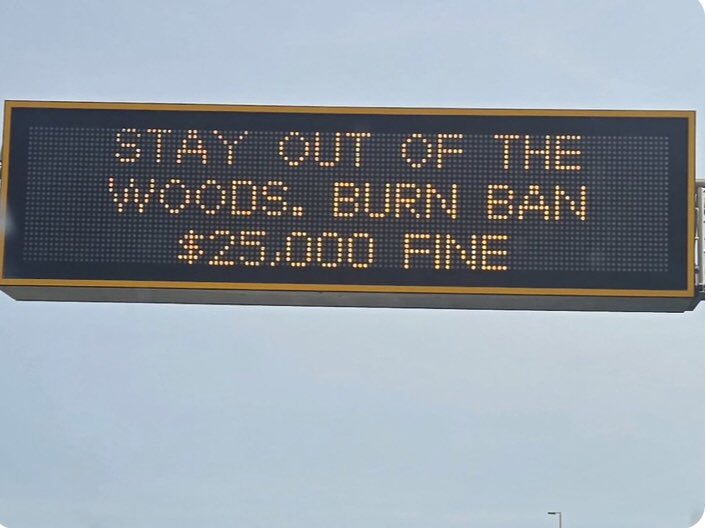 STAY OUT OF THE
WOODS. BURN BAN
$25,000 FINE